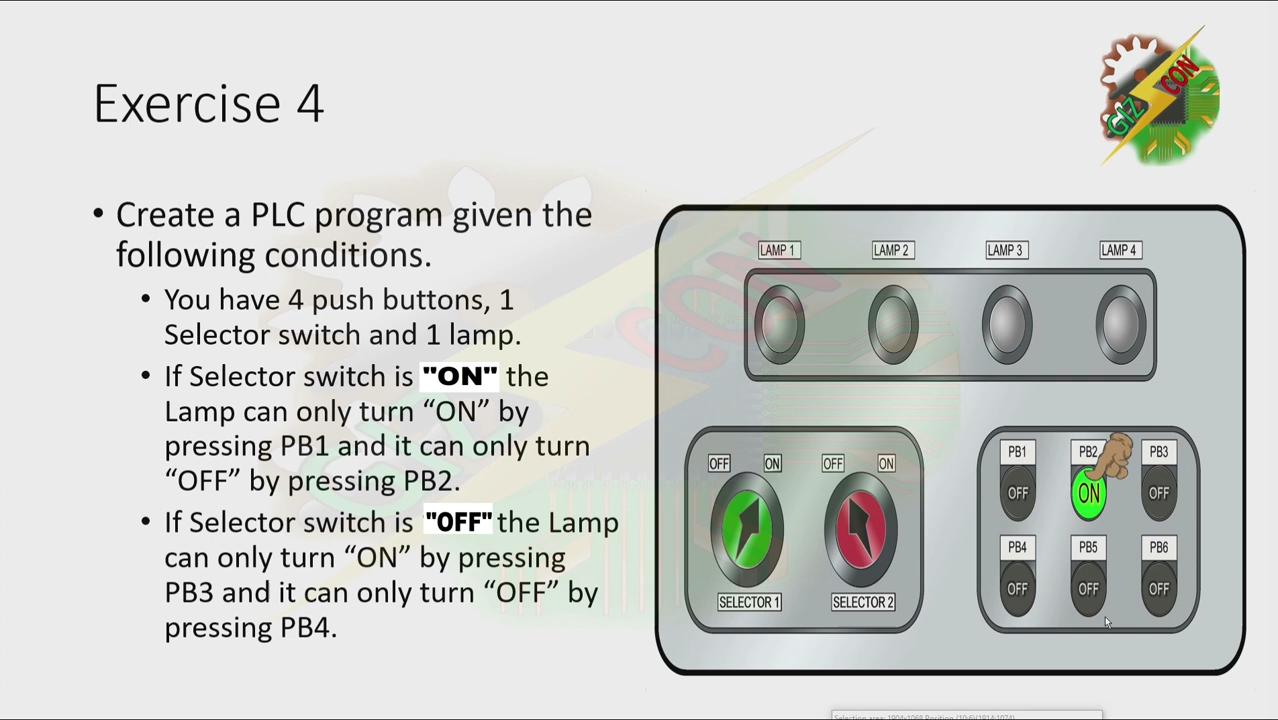 Exercise 4
GIZ CON
• Create a PLC program given the
following conditions.
• You have 4 push buttons, 1
Selector switch and 1 lamp.
• If Selector switch is "ON" the
Lamp can only turn “ON” by
pressing PB1 and it can only turn
“OFF” by pressing PB2.
• If Selector switch is "OFF" the Lamp
can only turn “ON” by pressing
PB3 and it can only turn “OFF” by
pressing PB4.
LAMP 1 LAMP 2 LAMP 3 LAMP 4
OFF ON OFF ON
SELECTOR 1 SELECTOR 2
PB1 PB2 PB3
OFF ON OFF
PB4 PB5 PB6
OFF OFF OFF
CON